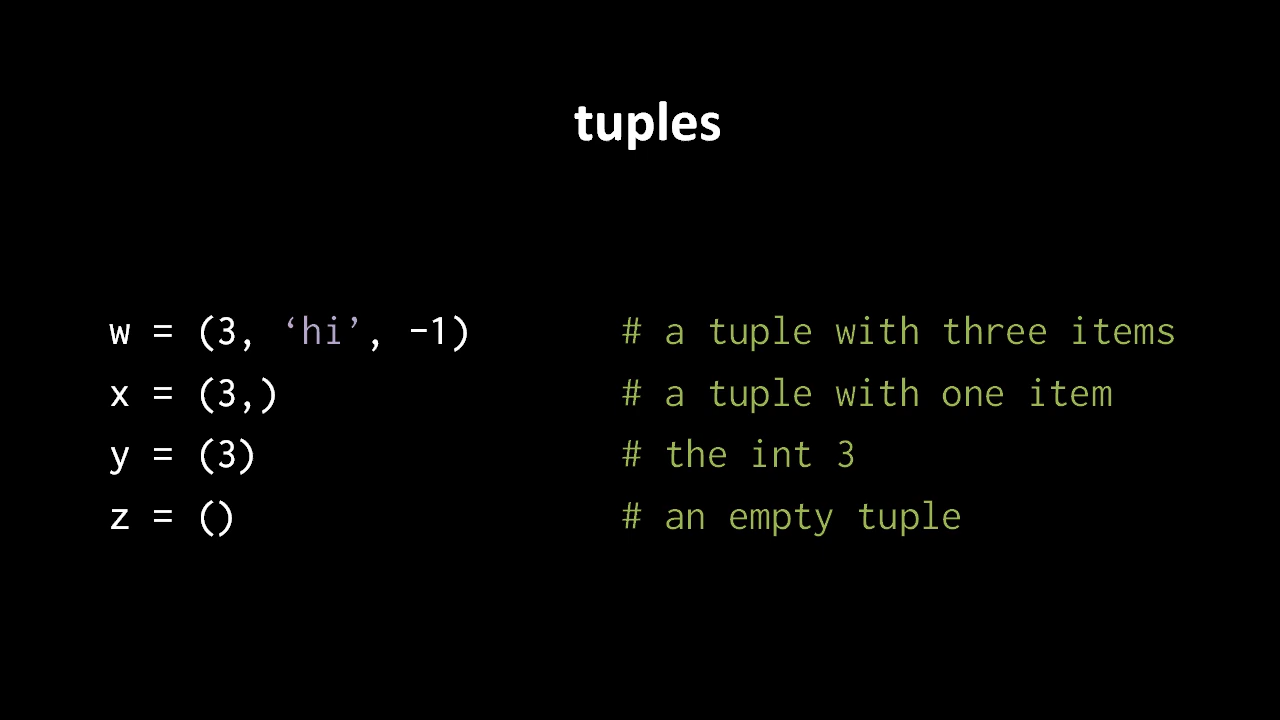 tuples
w = (3, ‘hi’, -1) # a tuple with three items
x = (3,) # a tuple with one item
y = (3) # the int 3
z = () # an empty tuple